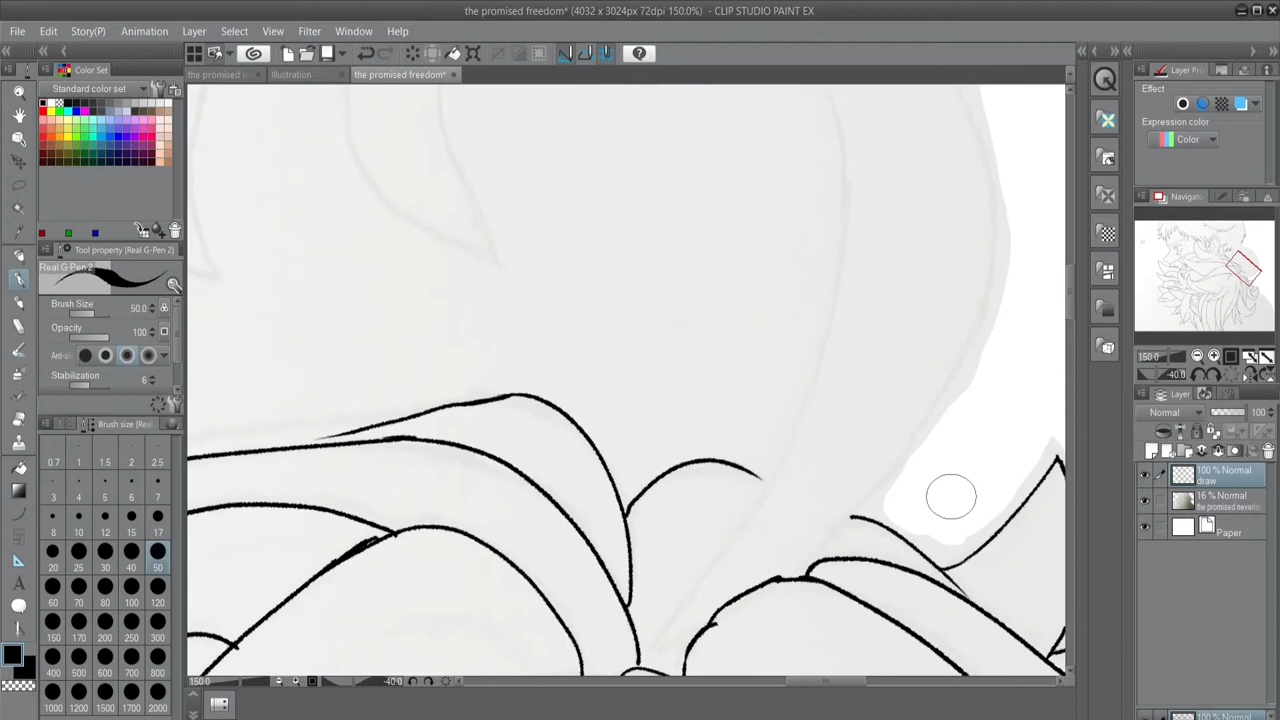 the promised freedom* (4032 x 3024px 72dpi 150.0%) - CLIP STUDIO PAINT EX
File Edit Story(P) Animation Layer Select View Filter Window Help
Color Set
the promised
illustration
the promised freedom*
Standard color set
Tool property [Real G-Pen 2]
Real G-Pen 2
Brush Size 50.0
Opacity 100
Anti-a
Stabilization 6
Brush size [Real
0.7 1 1.5 2 2.5
3 4 5 6 7
8 10 12 15 17
20 25 30 40 50
60 70 80 100 120
150 170 200 250 300
400 500 600 700 800
1000 1200 1500 1700 2000
150.0
-40.0
Layer Pro
Effect
Expression color
Color
Navigato
150.0
-40.0
Layer
Normal 100
100 % Normal
draw
16 % Normal
the promised neverla
Paper